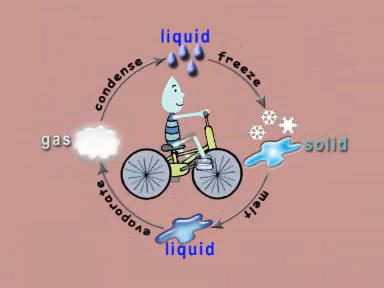 liquid
condense
freeze
gas
solid
evaporate
melt
liquid